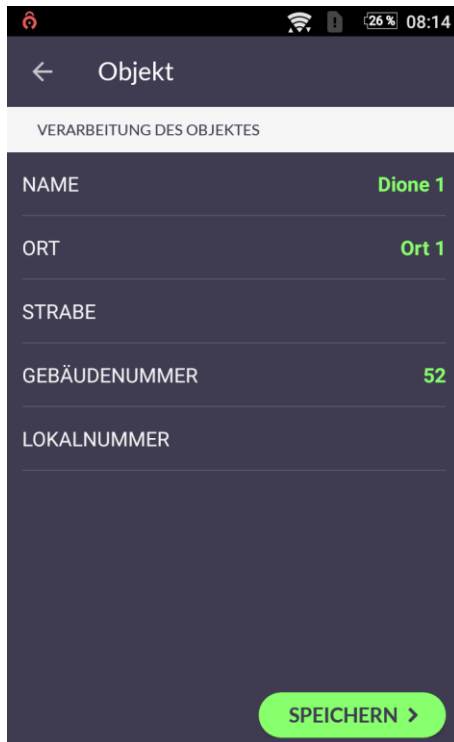 26 % 08:14
Objekt
VERARBEITUNG DES OBJEKTES
NAME Dione 1
ORT Ort 1
STRABE
GEBÄUDENUMMER 52
LOKALNUMMER
SPEICHERN